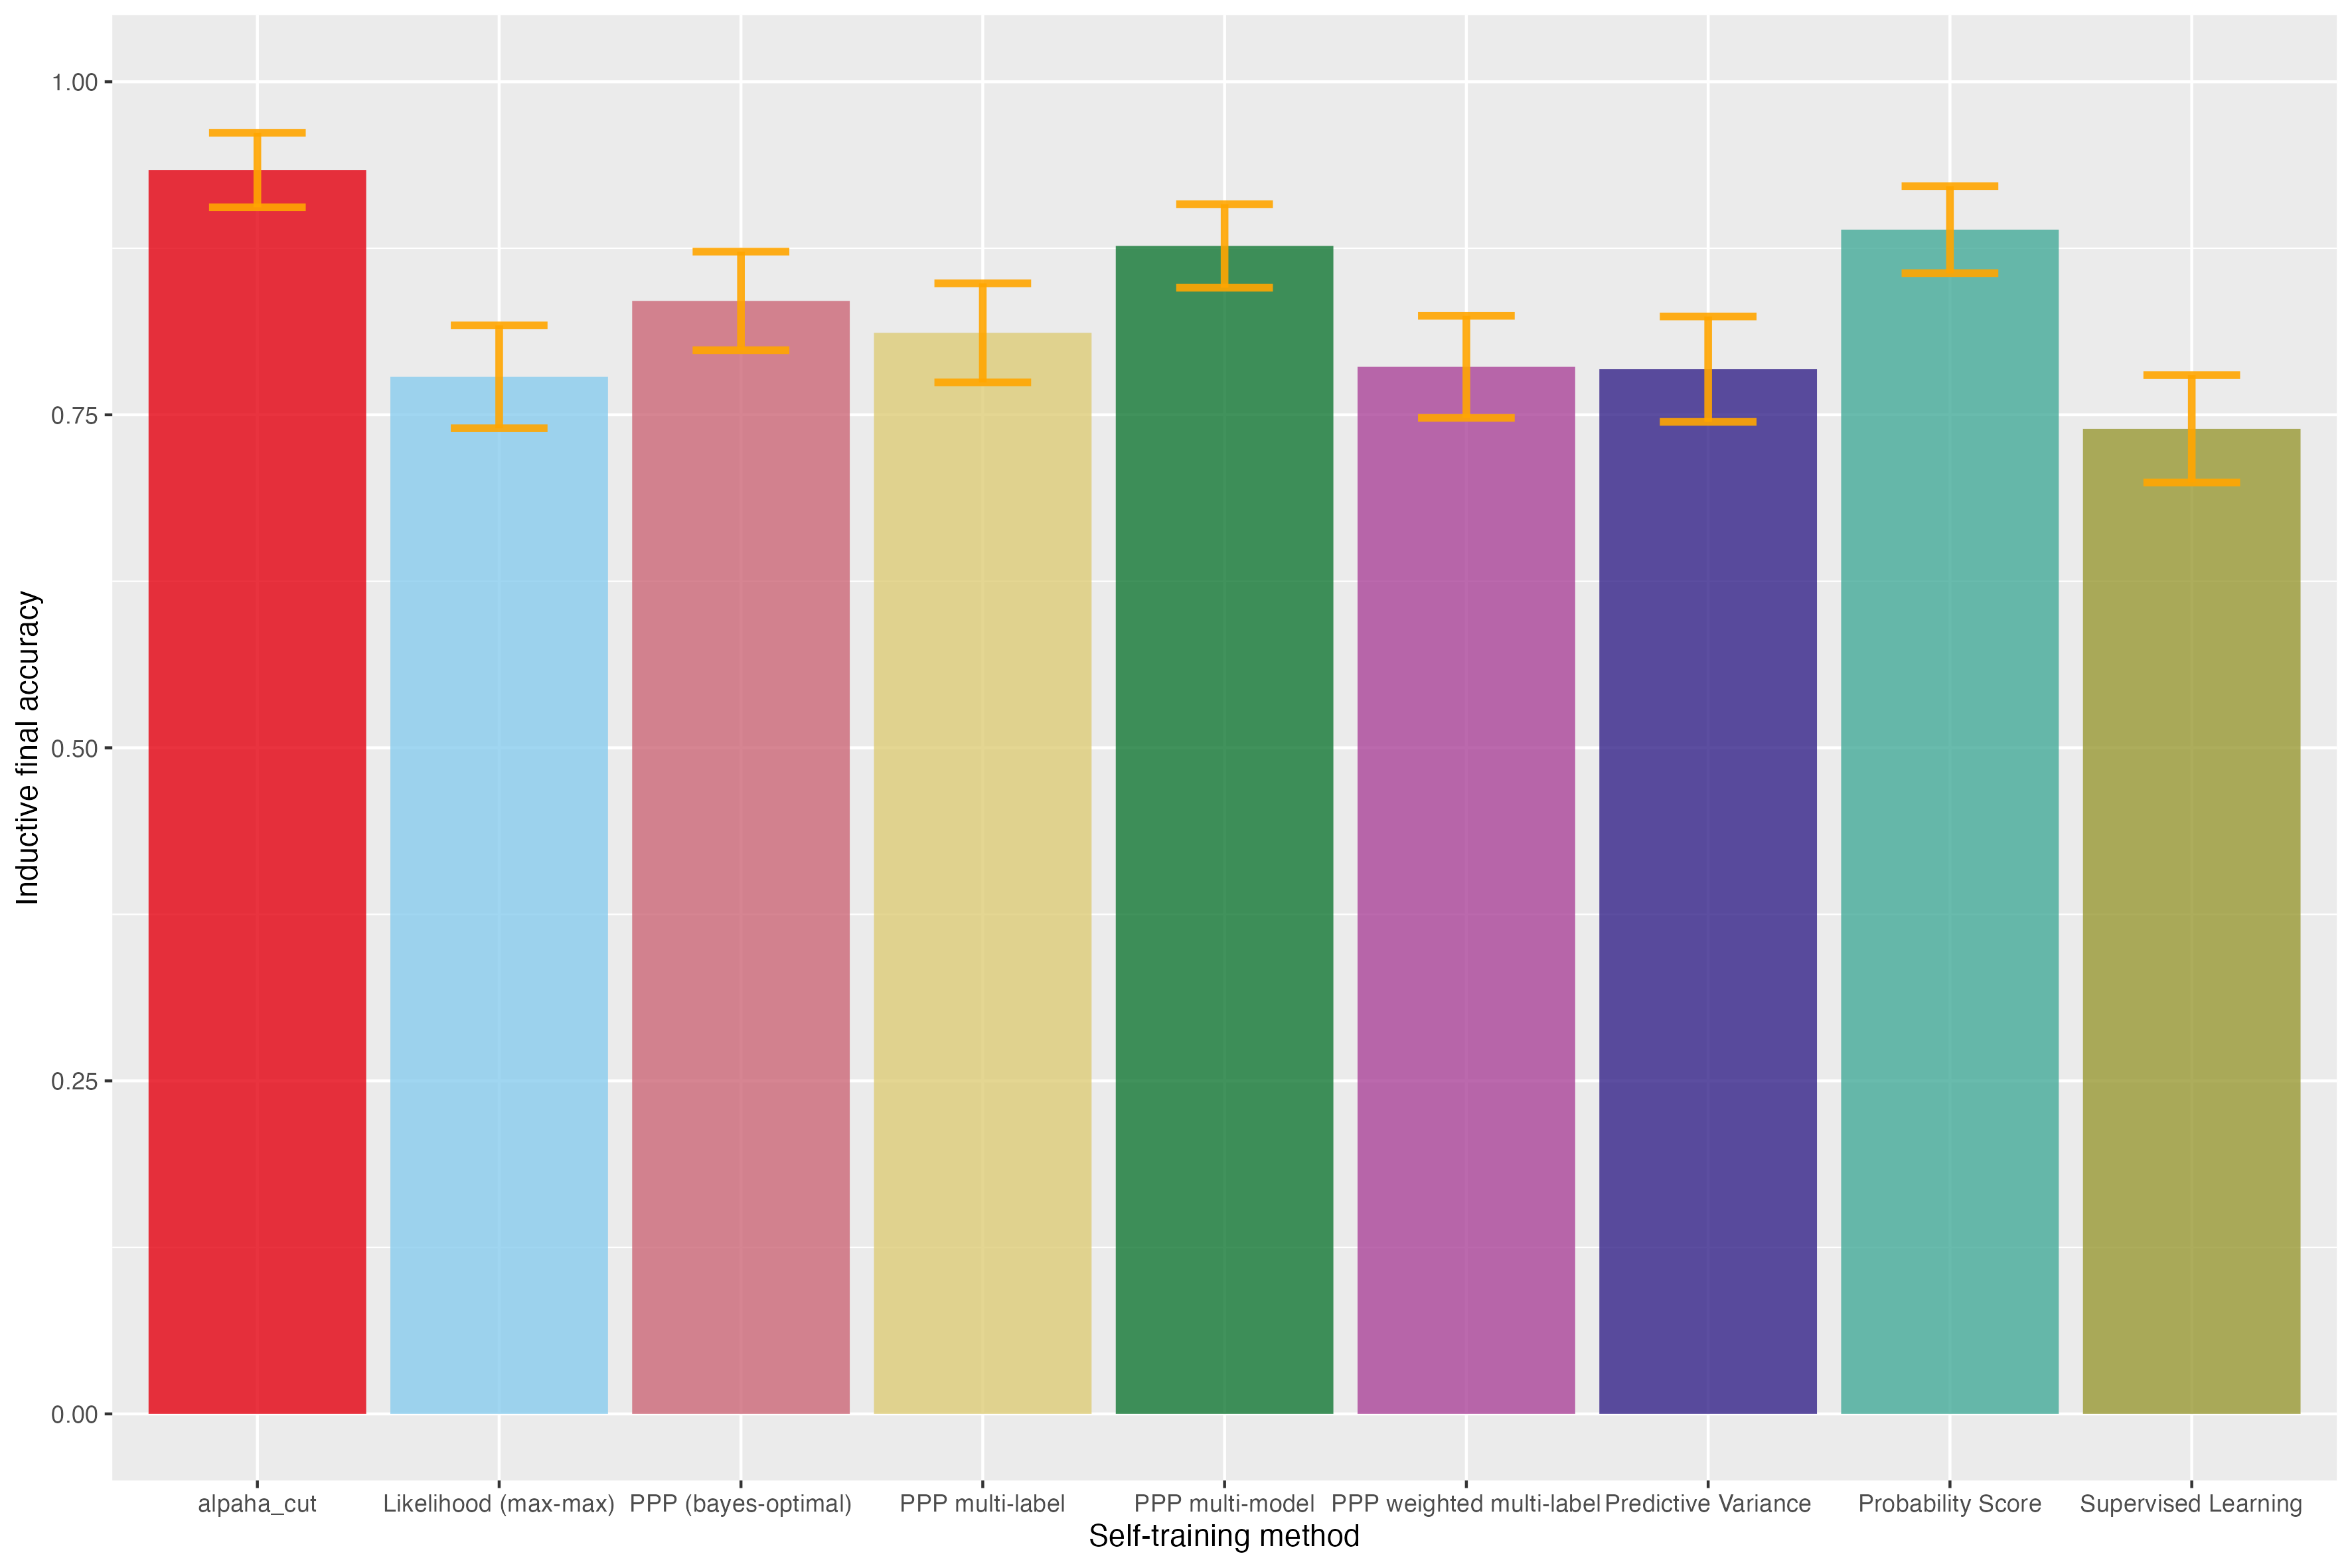 Inductive final accuracy
1.00
0.75
0.50
0.25
0.00
alpaha_cut
Likelihood (max-max)
PPP (bayes-optimal)
PPP multi-label
PPP multi-model
PPP weighted multi-label
Predictive Variance
Probability Score
Supervised Learning
Self-training method